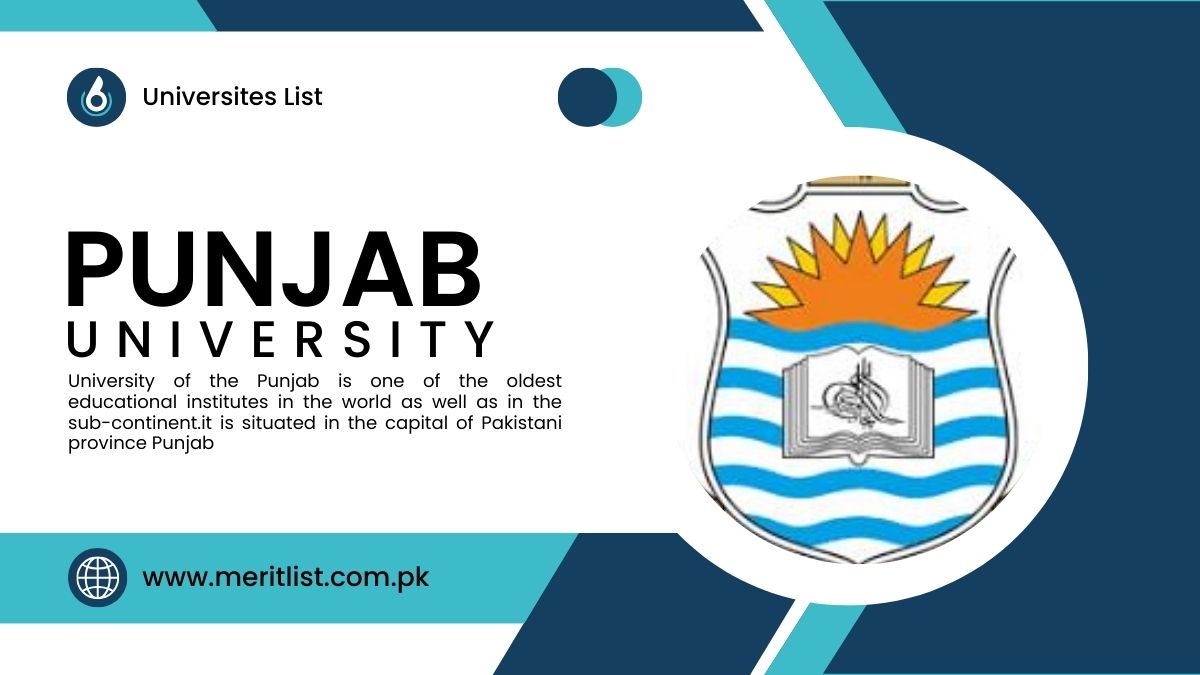 Universites List
PUNJAB
UNIVERSITY
University of the Punjab is one of the oldest
educational institutes in the world as well as in the
sub-continent.it is situated in the capital of Pakistani
province Punjab
www.meritlist.com.pk